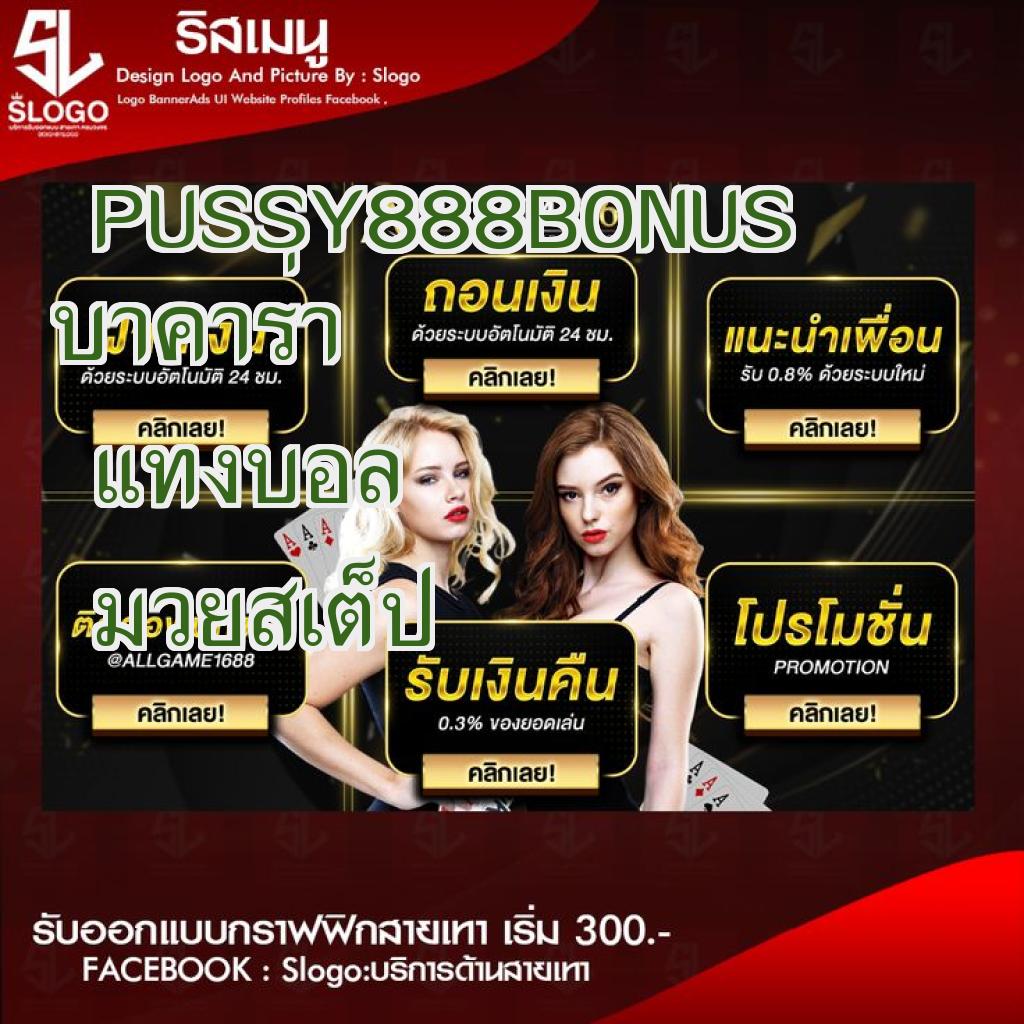 SL
ริสเมนู
Design Logo And Picture By : Slogo
Logo BannerAds UI Website Profiles Facebook .
SLOGO
PUSSุY888BONUS
บาคาร่า
ด้วยระบบอัตโนมัติ 24 ชม.
คลิกเลย!
ถอนเงิน
ด้วยระบบอัตโนมัติ 24 ชม.
คลิกเลย!
แนะนำเพื่อน
รับ 0.8% ด้วยระบบใหม่
คลิกเลย!
แทงบอล
มวยสเต็ป
@ALLGAME1688
คลิกเลย!
รับเงินคืน
0.3% ของยอดเล่น
คลิกเลย!
โปรโมชั่น
PROMOTION
คลิกเลย!
รับออกแบบกราฟฟิกสายเทา เริ่ม 300.-
FACEBOOK : Slogo:บริการด้านสายเทา